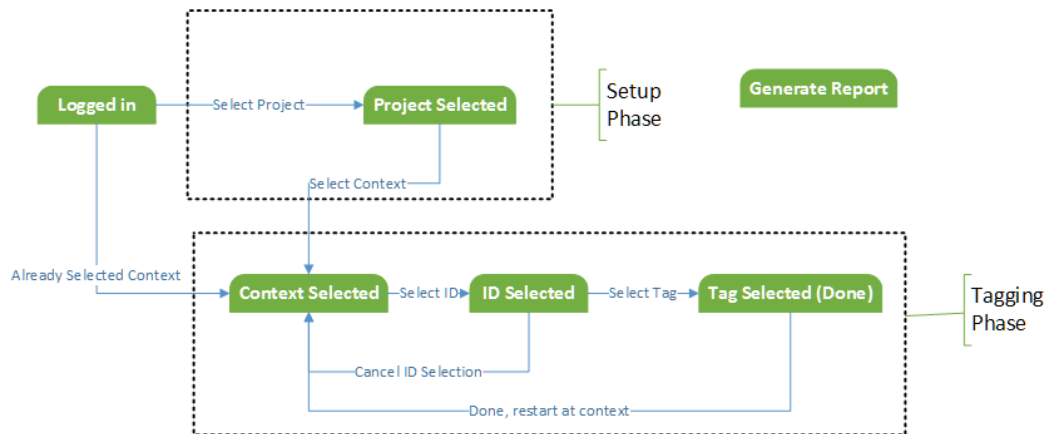 Logged in
Select Project
Project Selected
Setup
Phase
Generate Report
Select Context
Already Selected Context
Context Selected
Select ID
ID Selected
Select Tag
Tag Selected (Done)
Tagging
Phase
Cancel ID Selection
Done, restart at context